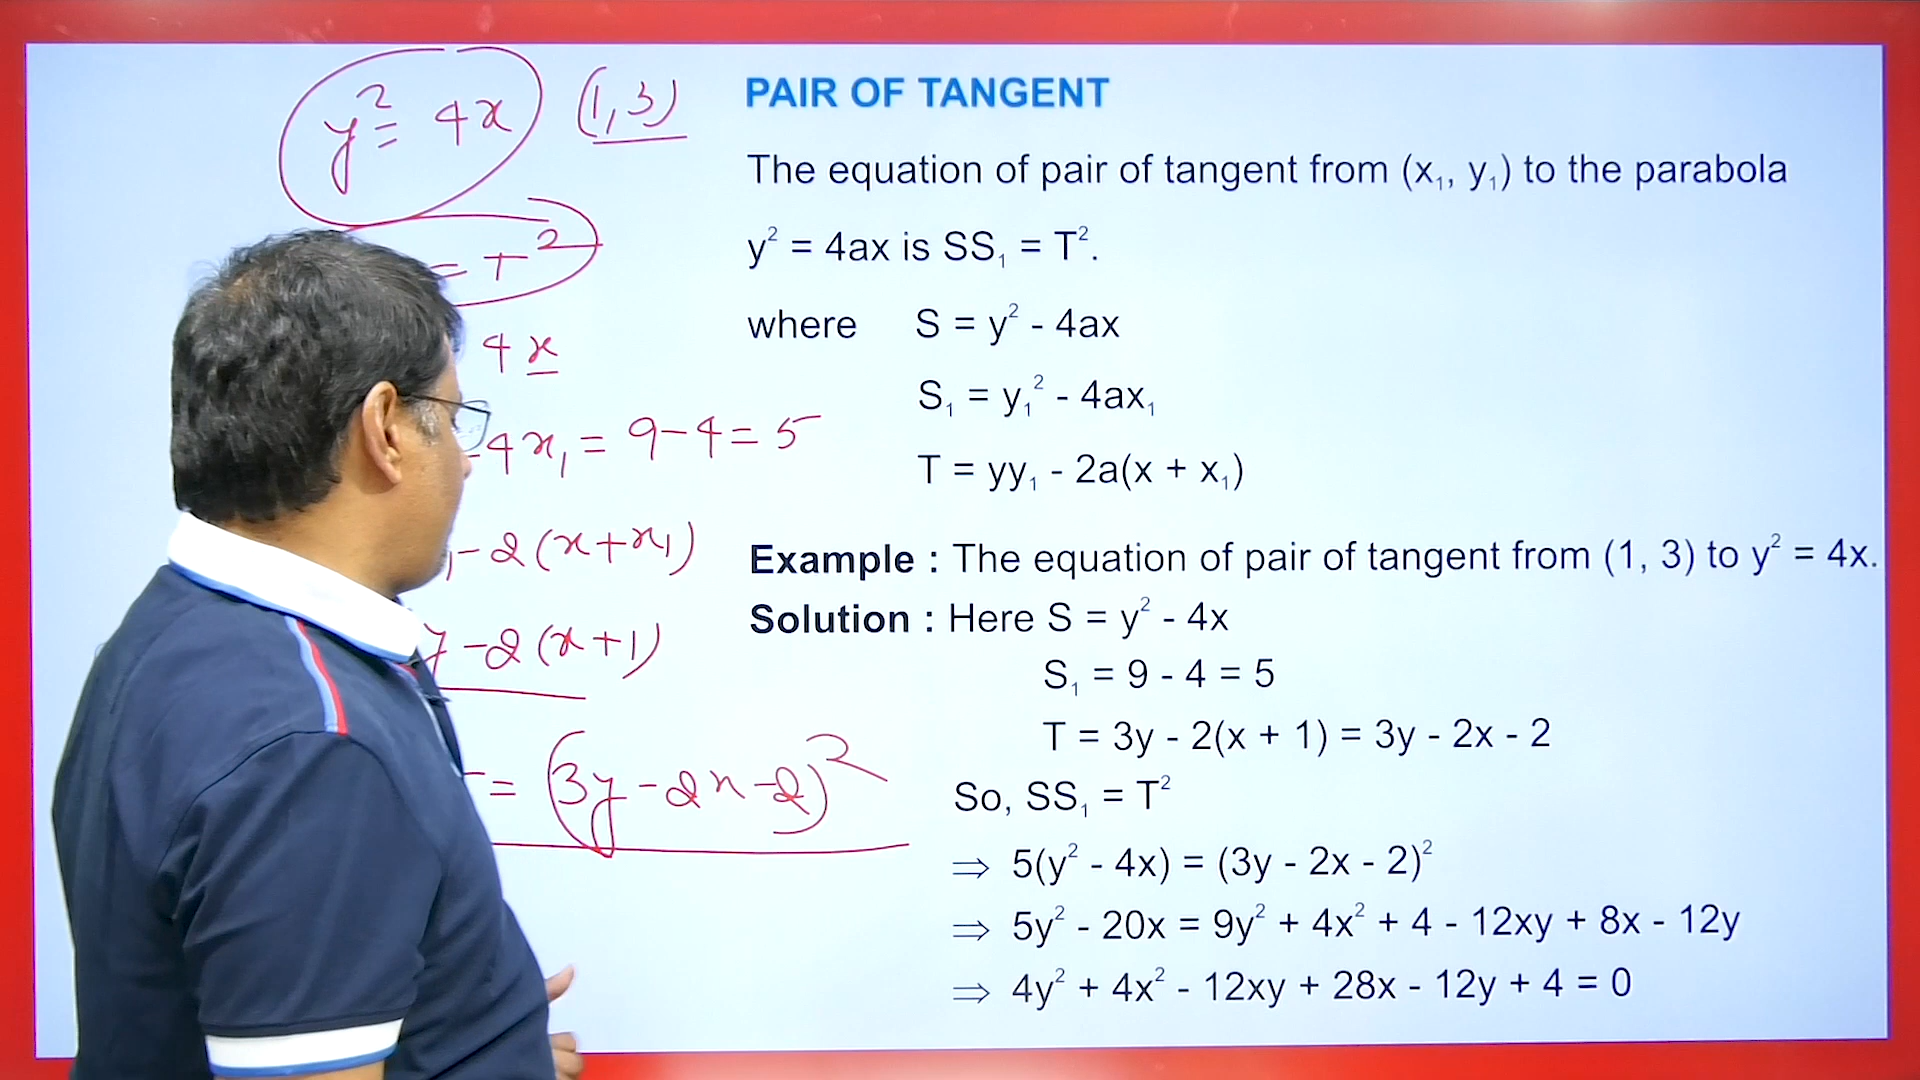 y² = 4x (1,3)
= T²
4x
-4x₁ = 9-4 = 5
-2(x+x₁)
y-2(x+1)
= (3y-2x-2)²
PAIR OF TANGENT
The equation of pair of tangent from (x₁, y₁) to the parabola
y² = 4ax is SS₁ = T².
where S = y² - 4ax
S₁ = y₁² - 4ax₁
T = yy₁ - 2a(x + x₁)
Example : The equation of pair of tangent from (1, 3) to y² = 4x.
Solution : Here S = y² - 4x
S₁ = 9 - 4 = 5
T = 3y - 2(x + 1) = 3y - 2x - 2
So, SS₁ = T²
⇒ 5(y² - 4x) = (3y - 2x - 2)²
⇒ 5y² - 20x = 9y² + 4x² + 4 - 12xy + 8x - 12y
⇒ 4y² + 4x² - 12xy + 28x - 12y + 4 = 0